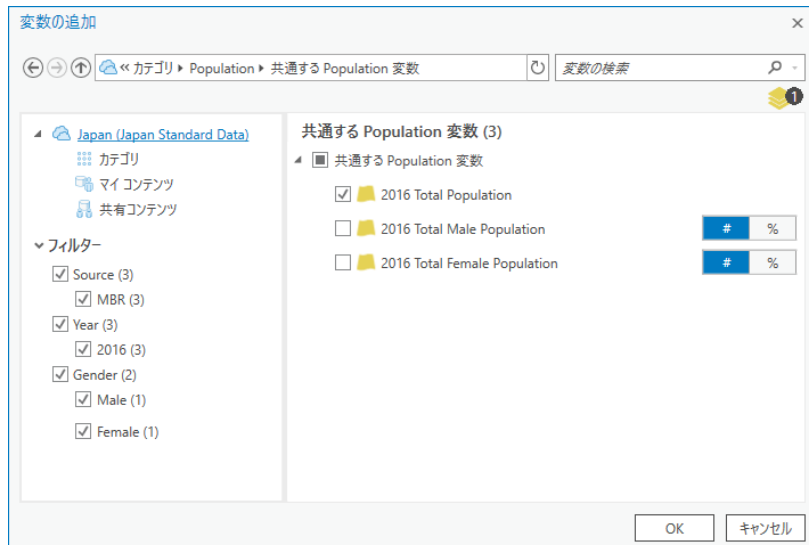 変数の追加
« カテゴリ ▸ Population ▸ 共通する Population 変数
変数の検索
1
Japan (Japan Standard Data)
カテゴリ
マイ コンテンツ
共有コンテンツ
フィルター
Source (3)
MBR (3)
Year (3)
2016 (3)
Gender (2)
Male (1)
Female (1)
共通する Population 変数 (3)
共通する Population 変数
2016 Total Population
2016 Total Male Population # %
2016 Total Female Population # %
OK キャンセル